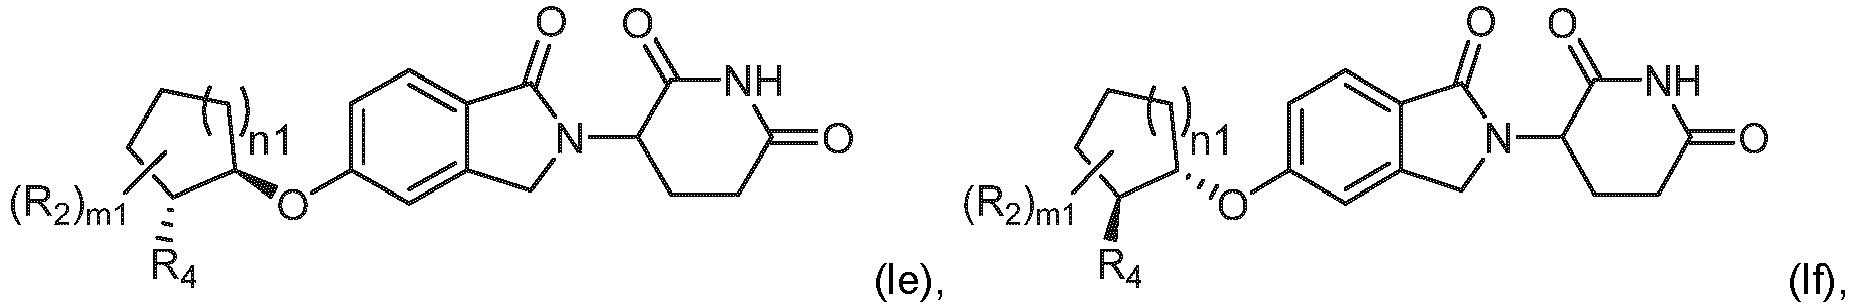 O O NH O N O n1 (R2)m1 R4 (Ie),
O O NH O N O n1 (R2)m1 R4 (If),